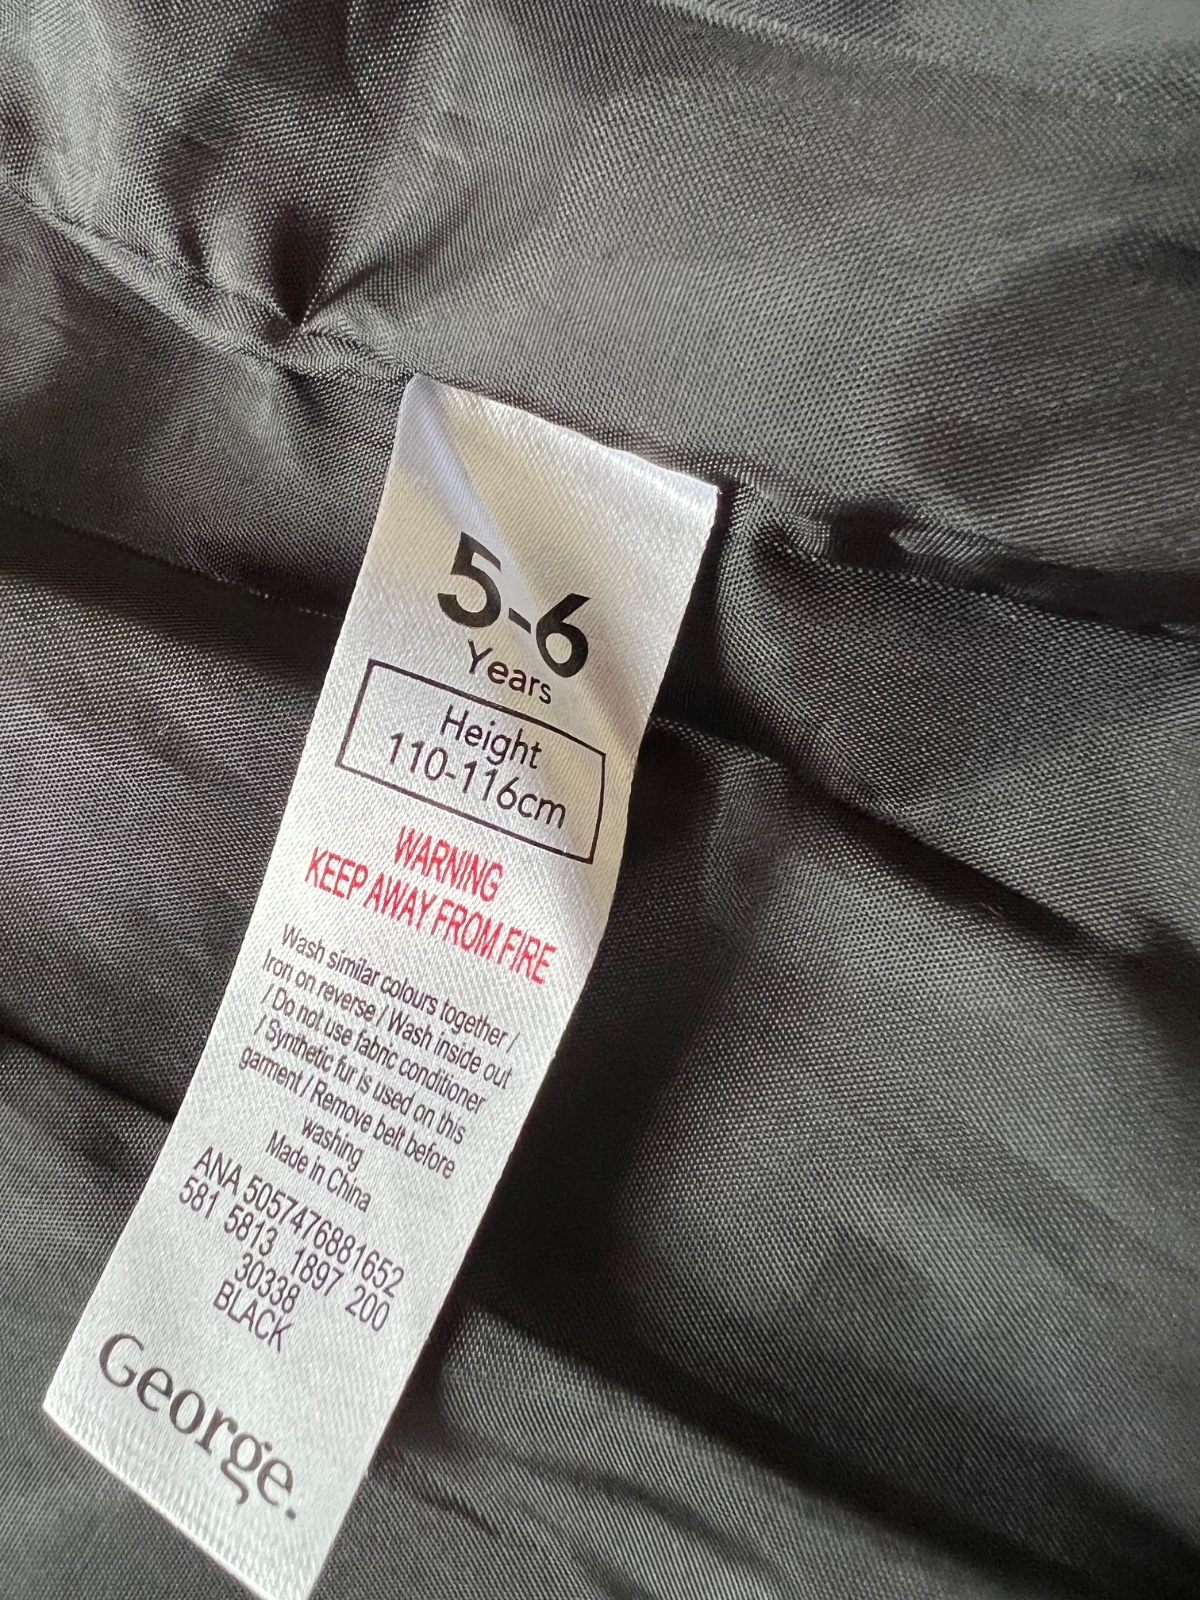 5-6
Years
Height
110-116cm
WARNING
KEEP AWAY FROM FIRE
Wash similar colours together /
Iron on reverse / Wash inside out
/ Do not use fabric conditioner
/ Synthetic fur is used on this
garment / Remove belt before
washing
Made in China
ANA 5057476881652
581 5813 1897 200
30338
BLACK
George.